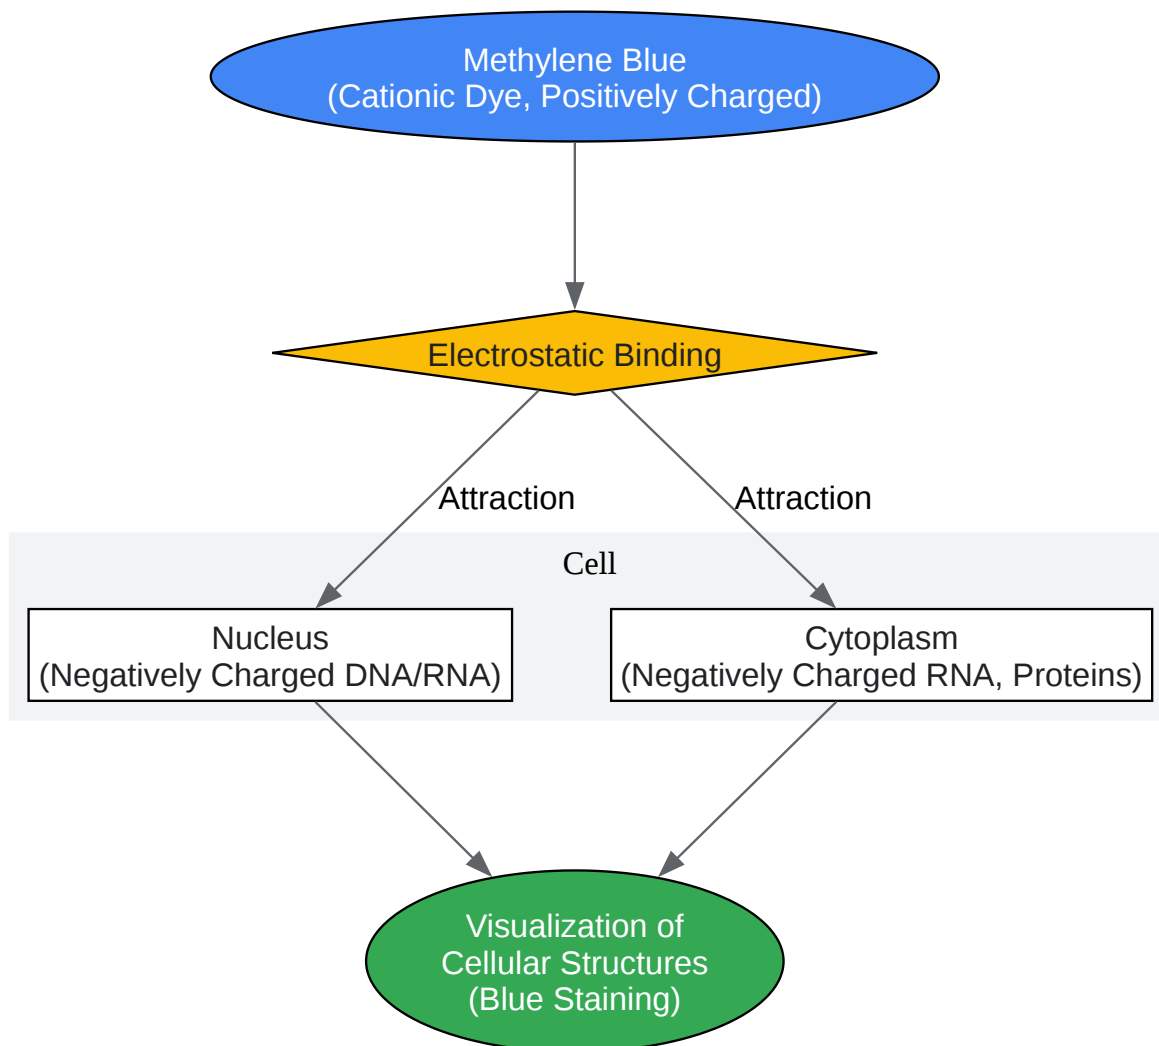 Methylene Blue
(Cationic Dye, Positively Charged)
Electrostatic Binding
Attraction
Attraction
Cell
Nucleus
(Negatively Charged DNA/RNA)
Cytoplasm
(Negatively Charged RNA, Proteins)
Visualization of
Cellular Structures
(Blue Staining)